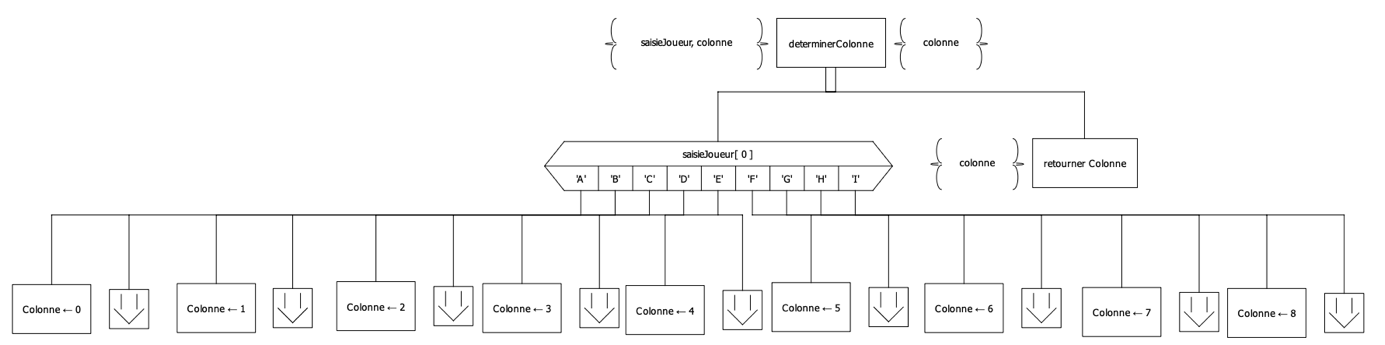 saisieJoueur, colonne
determinerColonne
colonne
saisieJoueur[ 0 ]
'A' 'B' 'C' 'D' 'E' 'F' 'G' 'H' 'I'
colonne
retourner Colonne
Colonne ← 0
Colonne ← 1
Colonne ← 2
Colonne ← 3
Colonne ← 4
Colonne ← 5
Colonne ← 6
Colonne ← 7
Colonne ← 8